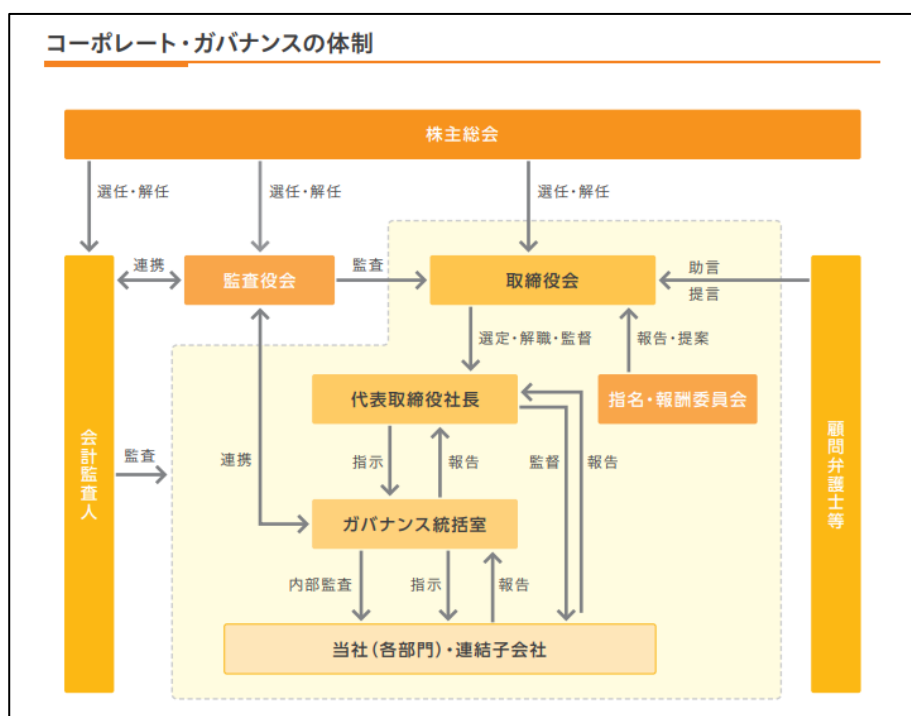 コーポレート・ガバナンスの体制
株主総会
選任・解任
選任・解任
選任・解任
連携
監査役会
監査
取締役会
助言
提言
選定・解職・監督
報告・提案
代表取締役社長
指名・報酬委員会
会計監査人
監査
連携
指示
報告
監督
報告
顧問弁護士等
ガバナンス統括室
内部監査
指示
報告
当社(各部門)・連結子会社